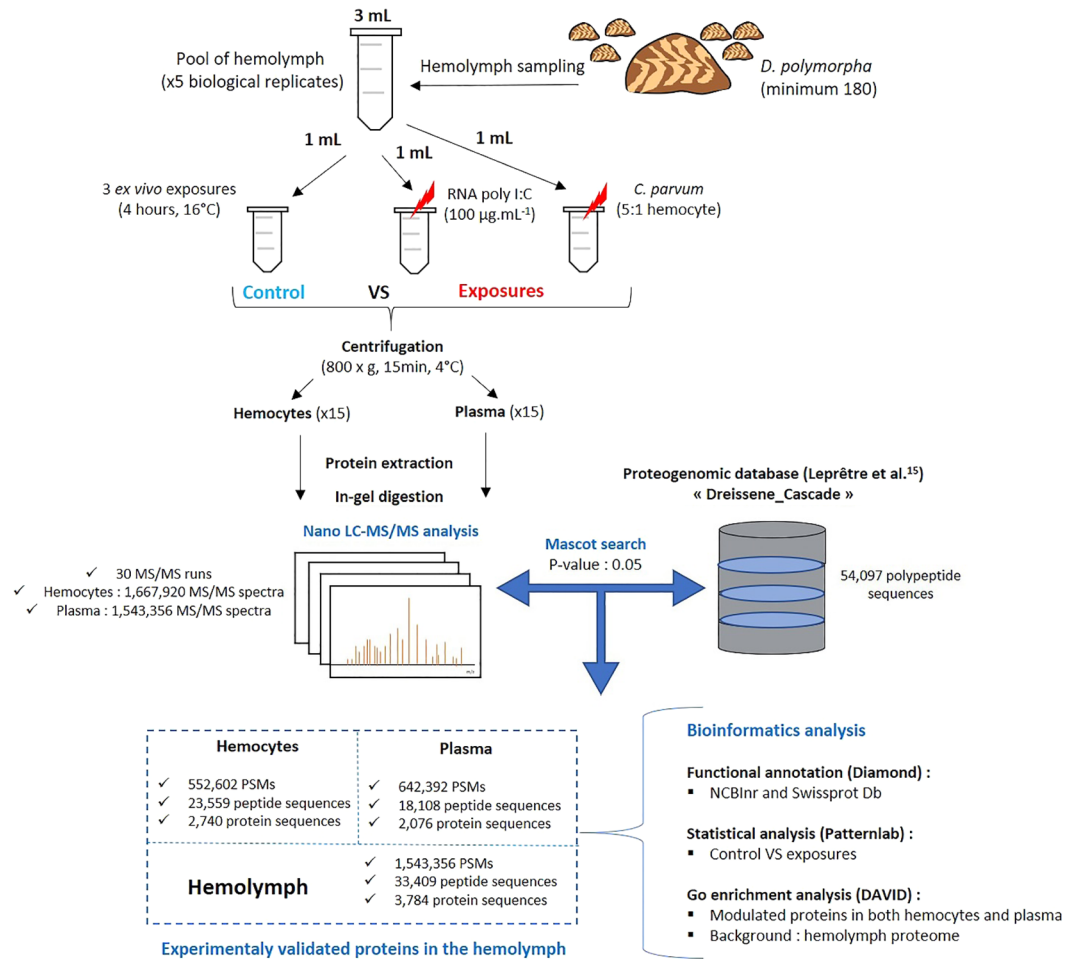 3 mL
Pool of hemolymph
(x5 biological replicates)
Hemolymph sampling
D. polymorpha
(minimum 180)
1 mL
1 mL
1 mL
3 ex vivo exposures
(4 hours, 16°C)
RNA poly I:C
(100 µg.mL-1)
C. parvum
(5:1 hemocyte)
Control
VS
Exposures
Centrifugation
(800 x g, 15min, 4°C)
Hemocytes (x15)
Plasma (x15)
Protein extraction
In-gel digestion
Nano LC-MS/MS analysis
✓ 30 MS/MS runs
✓ Hemocytes : 1,667,920 MS/MS spectra
✓ Plasma : 1,543,356 MS/MS spectra
m/z
Mascot search
P-value : 0.05
Proteogenomic database (Leprêtre et al.15)
« Dreissene_Cascade »
54,097 polypeptide
sequences
Hemocytes
✓ 552,602 PSMs
✓ 23,559 peptide sequences
✓ 2,740 protein sequences
Plasma
✓ 642,392 PSMs
✓ 18,108 peptide sequences
✓ 2,076 protein sequences
Hemolymph
✓ 1,543,356 PSMs
✓ 33,409 peptide sequences
✓ 3,784 protein sequences
Experimentaly validated proteins in the hemolymph
Bioinformatics analysis
Functional annotation (Diamond) :
▪ NCBInr and Swissprot Db
Statistical analysis (Patternlab) :
▪ Control VS exposures
Go enrichment analysis (DAVID) :
▪ Modulated proteins in both hemocytes and plasma
▪ Background : hemolymph proteome